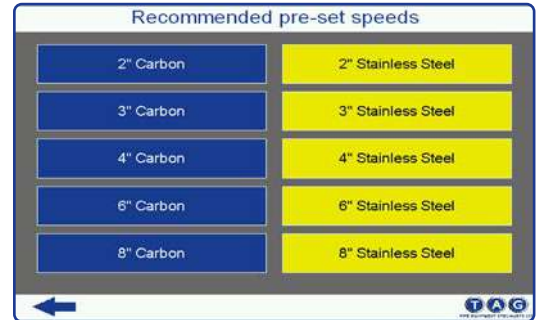 Recommended pre-set speeds
2" Carbon
2" Stainless Steel
3" Carbon
3" Stainless Steel
4" Carbon
4" Stainless Steel
6" Carbon
6" Stainless Steel
8" Carbon
8" Stainless Steel
TAG